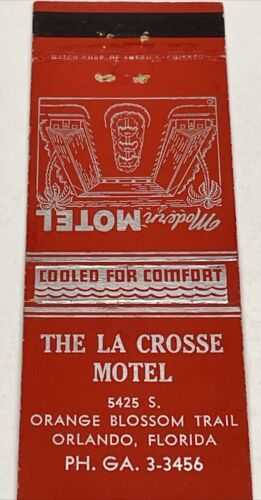 MATCH CORP. OF AMERICA - CHICAGO
Modern
MOTEL
COOLED FOR COMFORT
THE LA CROSSE
MOTEL
5425 S.
ORANGE BLOSSOM TRAIL
ORLANDO, FLORIDA
PH. GA. 3-3456